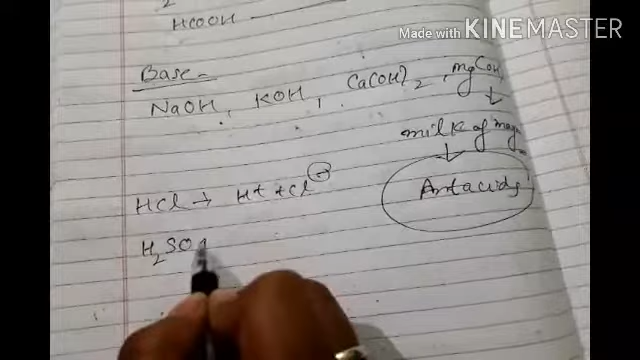 2
HCOOH
Made with KINEMASTER
Base -
NaOH, KOH, Ca(OH)2, Mg(OH)
milk of magn
Antacids
HCl → H+ + Cl-
H2SO4